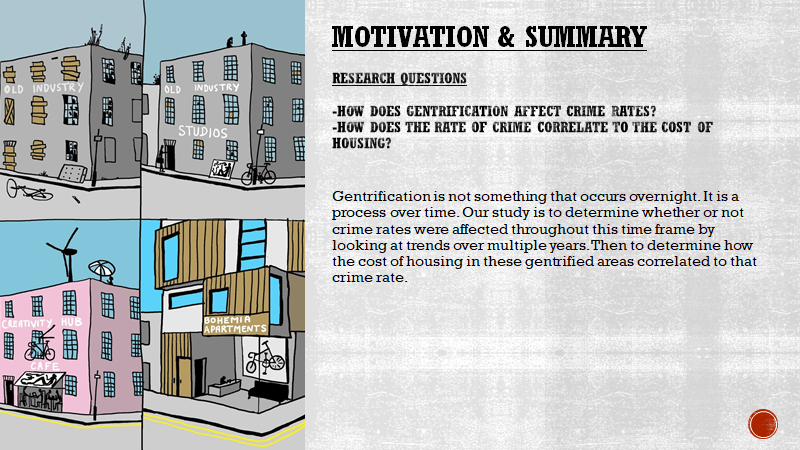 OLD INDUSTRY
OLD INDUSTRY
STUDIOS
CREATIVITY HUB
CAFE
BOHEMIA
APARTMENTS
MOTIVATION & SUMMARY
RESEARCH QUESTIONS
-HOW DOES GENTRIFICATION AFFECT CRIME RATES?
-HOW DOES THE RATE OF CRIME CORRELATE TO THE COST OF
HOUSING?
Gentrification is not something that occurs overnight. It is a
process over time. Our study is to determine whether or not
crime rates were affected throughout this time frame by
looking at trends over multiple years.Then to determine how
the cost of housing in these gentrified areas correlated to that
crime rate.